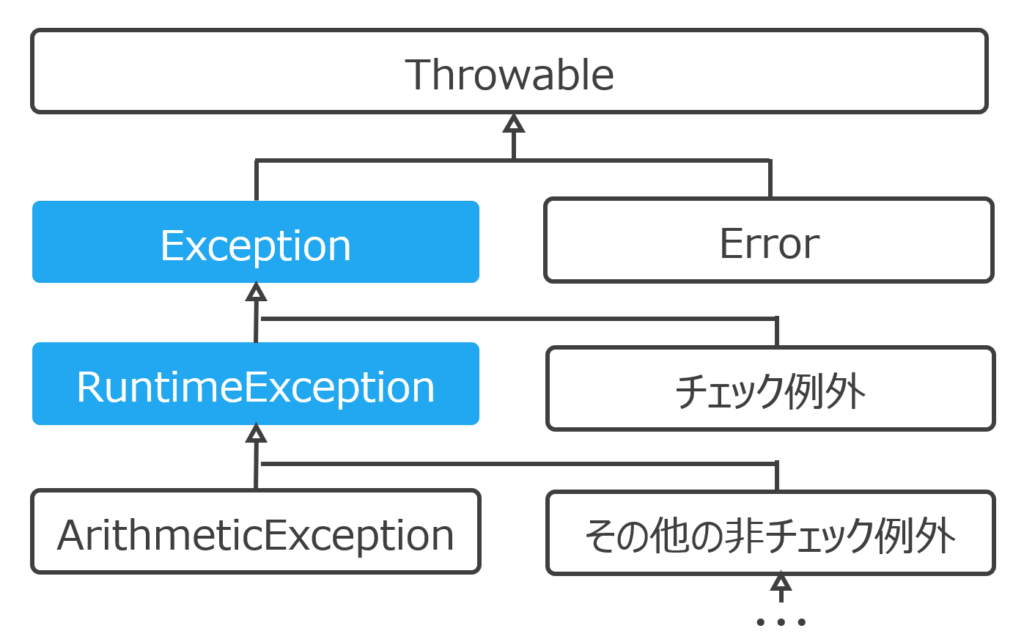 Throwable
Exception
Error
RuntimeException
チェック例外
ArithmeticException
その他の非チェック例外
・・・